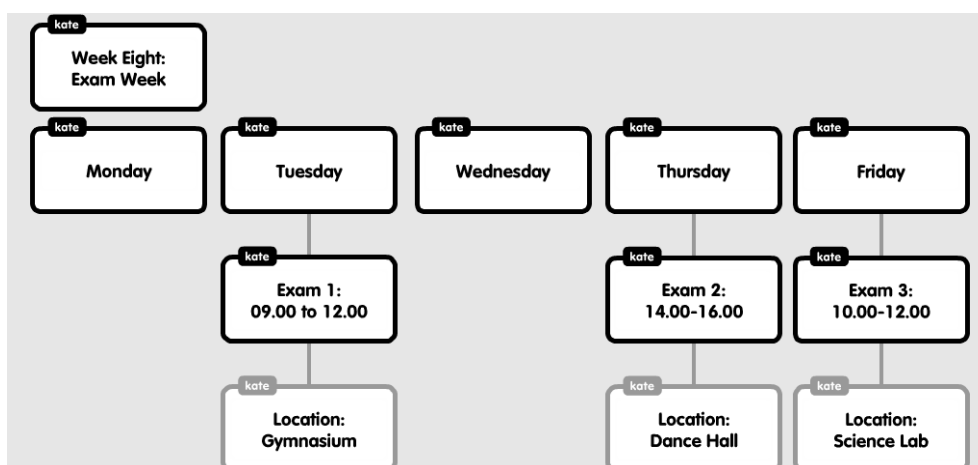 kate
Week Eight:
Exam Week
kate
Monday
kate
Tuesday
kate
Wednesday
kate
Thursday
kate
Friday
kate
Exam 1:
09.00 to 12.00
kate
Exam 2:
14.00-16.00
kate
Exam 3:
10.00-12.00
kate
Location:
Gymnasium
kate
Location:
Dance Hall
kate
Location:
Science Lab